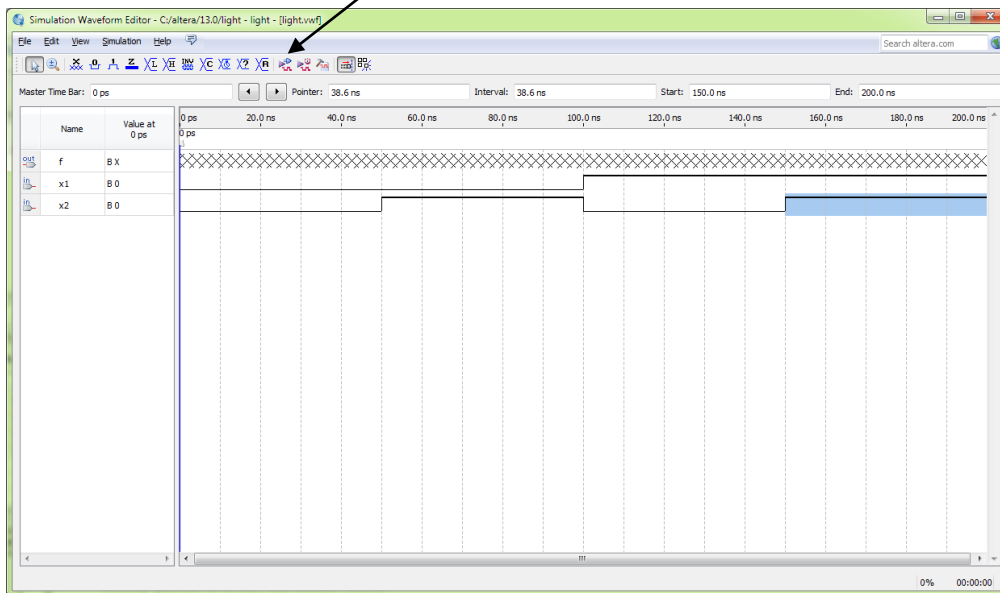 Simulation Waveform Editor - C:/altera/13.0/light - light - [light.vwf]
File Edit View Simulation Help
Search altera.com
Master Time Bar: 0 ps Pointer: 38.6 ns Interval: 38.6 ns Start: 150.0 ns End: 200.0 ns
Name Value at 0 ps
0 ps 20.0 ns 40.0 ns 60.0 ns 80.0 ns 100.0 ns 120.0 ns 140.0 ns 160.0 ns 180.0 ns 200.0 ns
0 ps
out f B X
in x1 B 0
in x2 B 0
0% 00:00:00